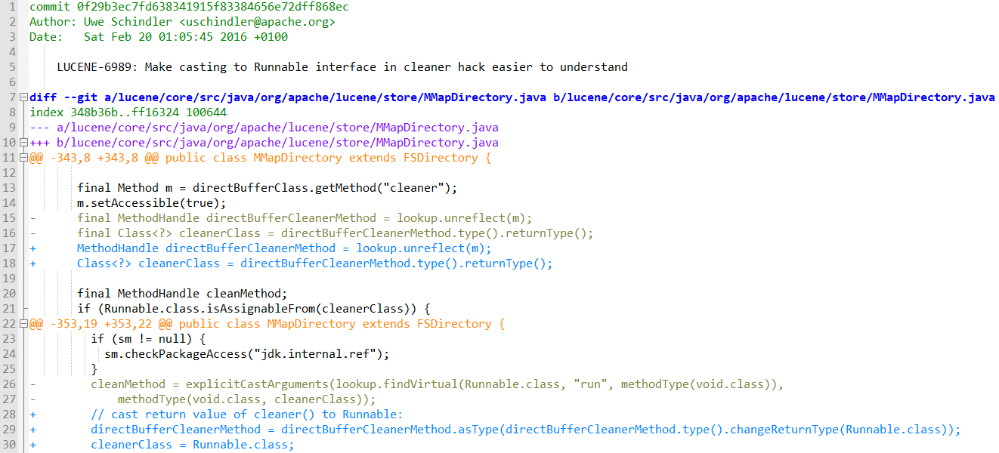 1 commit 0f29b3ec7fd638341915f83384656e72dff868ec
2 Author: Uwe Schindler <uschindler@apache.org>
3 Date:   Sat Feb 20 01:05:45 2016 +0100
4
5     LUCENE-6989: Make casting to Runnable interface in cleaner hack easier to understand
6
7 diff --git a/lucene/core/src/java/org/apache/lucene/store/MMapDirectory.java b/lucene/core/src/java/org/apache/lucene/store/MMapDirectory.java
8 index 348b36b..ff16324 100644
9 --- a/lucene/core/src/java/org/apache/lucene/store/MMapDirectory.java
10 +++ b/lucene/core/src/java/org/apache/lucene/store/MMapDirectory.java
11 @@ -343,8 +343,8 @@ public class MMapDirectory extends FSDirectory {
12
13        final Method m = directBufferClass.getMethod("cleaner");
14        m.setAccessible(true);
15 -      final MethodHandle directBufferCleanerMethod = lookup.unreflect(m);
16 -      final Class<?> cleanerClass = directBufferCleanerMethod.type().returnType();
17 +      MethodHandle directBufferCleanerMethod = lookup.unreflect(m);
18 +      Class<?> cleanerClass = directBufferCleanerMethod.type().returnType();
19
20        final MethodHandle cleanMethod;
21        if (Runnable.class.isAssignableFrom(cleanerClass)) {
22 @@ -353,19 +353,22 @@ public class MMapDirectory extends FSDirectory {
23          if (sm != null) {
24            sm.checkPackageAccess("jdk.internal.ref");
25          }
26 -        cleanMethod = explicitCastArguments(lookup.findVirtual(Runnable.class, "run", methodType(void.class)),
27 -            methodType(void.class, cleanerClass));
28 +        // cast return value of cleaner() to Runnable:
29 +        directBufferCleanerMethod = directBufferCleanerMethod.asType(directBufferCleanerMethod.type().changeReturnType(Runnable.class));
30 +        cleanerClass = Runnable.class;